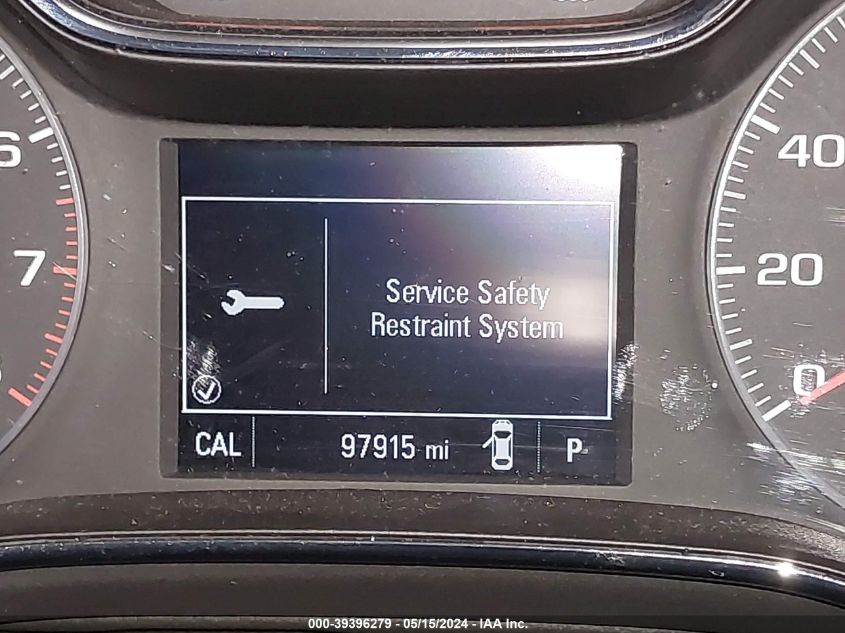 6
7
40
20
0
Service Safety
Restraint System
CAL
97915 mi
P
000-39396279 - 05/15/2024 - IAA Inc.